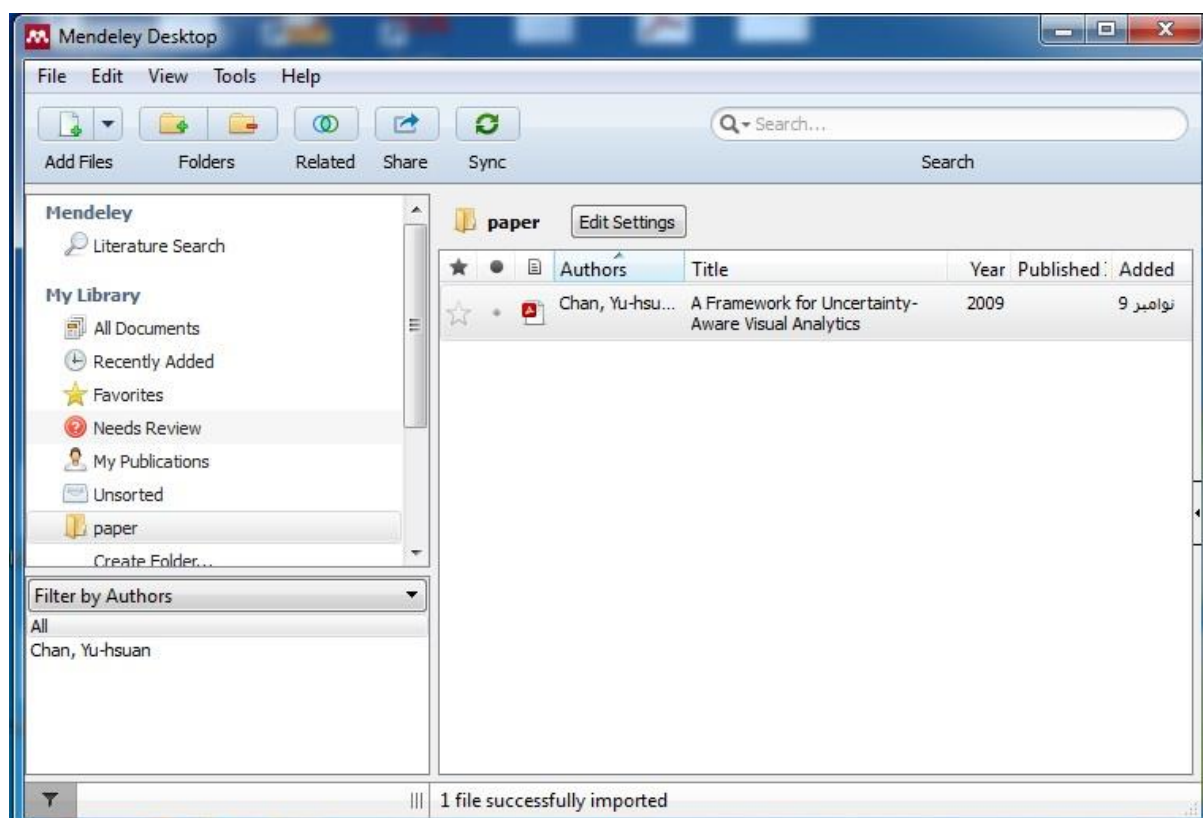 Mendeley Desktop
File Edit View Tools Help
Search...
Add Files Folders Related Share Sync Search
Mendeley
Literature Search
My Library
All Documents
Recently Added
Favorites
Needs Review
My Publications
Unsorted
paper
Create Folder...
Filter by Authors
All
Chan, Yu-hsuan
paper Edit Settings
Authors Title Year Published Added
Chan, Yu-hsu... A Framework for Uncertainty- 2009 نوامبر 9
Aware Visual Analytics
1 file successfully imported